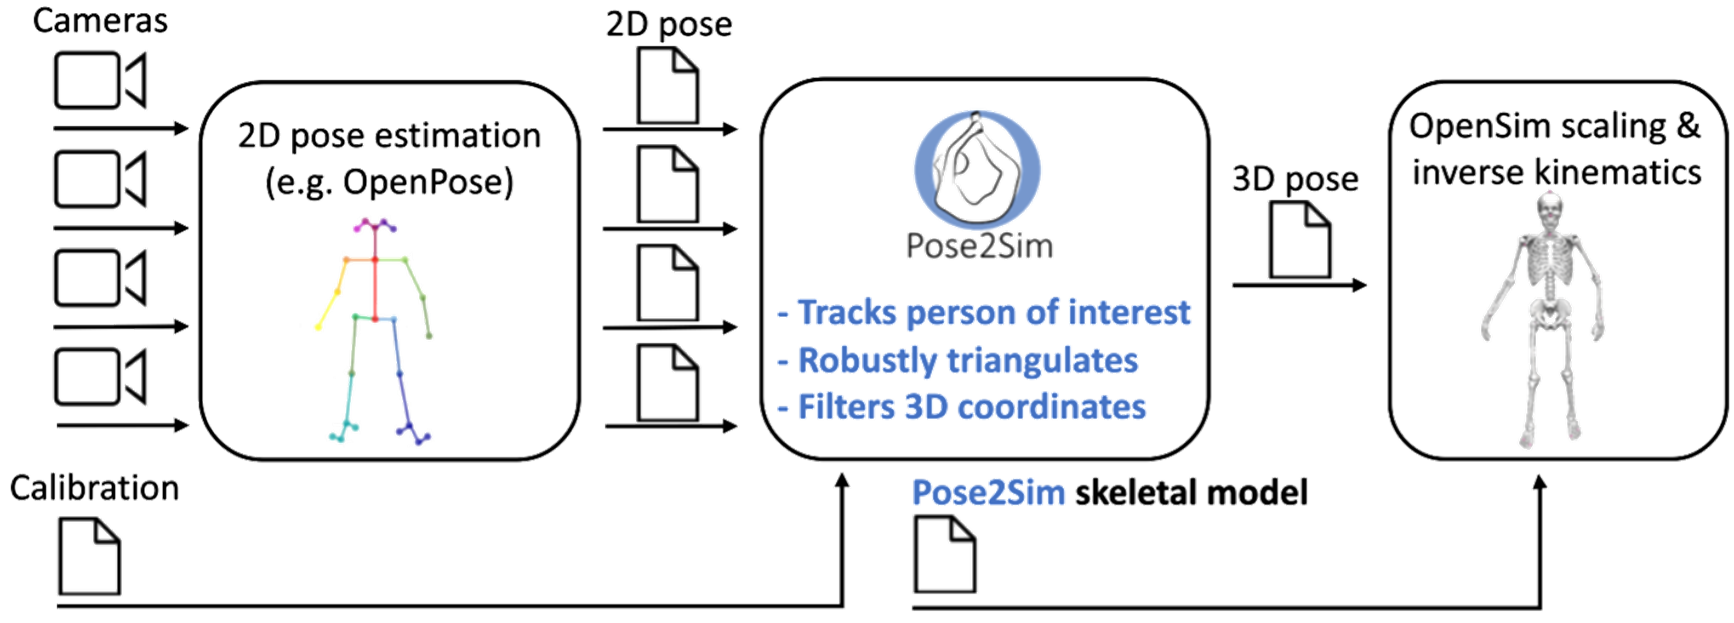 Cameras
2D pose estimation
(e.g. OpenPose)
2D pose
Pose2Sim
- Tracks person of interest
- Robustly triangulates
- Filters 3D coordinates
3D pose
OpenSim scaling &
inverse kinematics
Calibration
Pose2Sim skeletal model